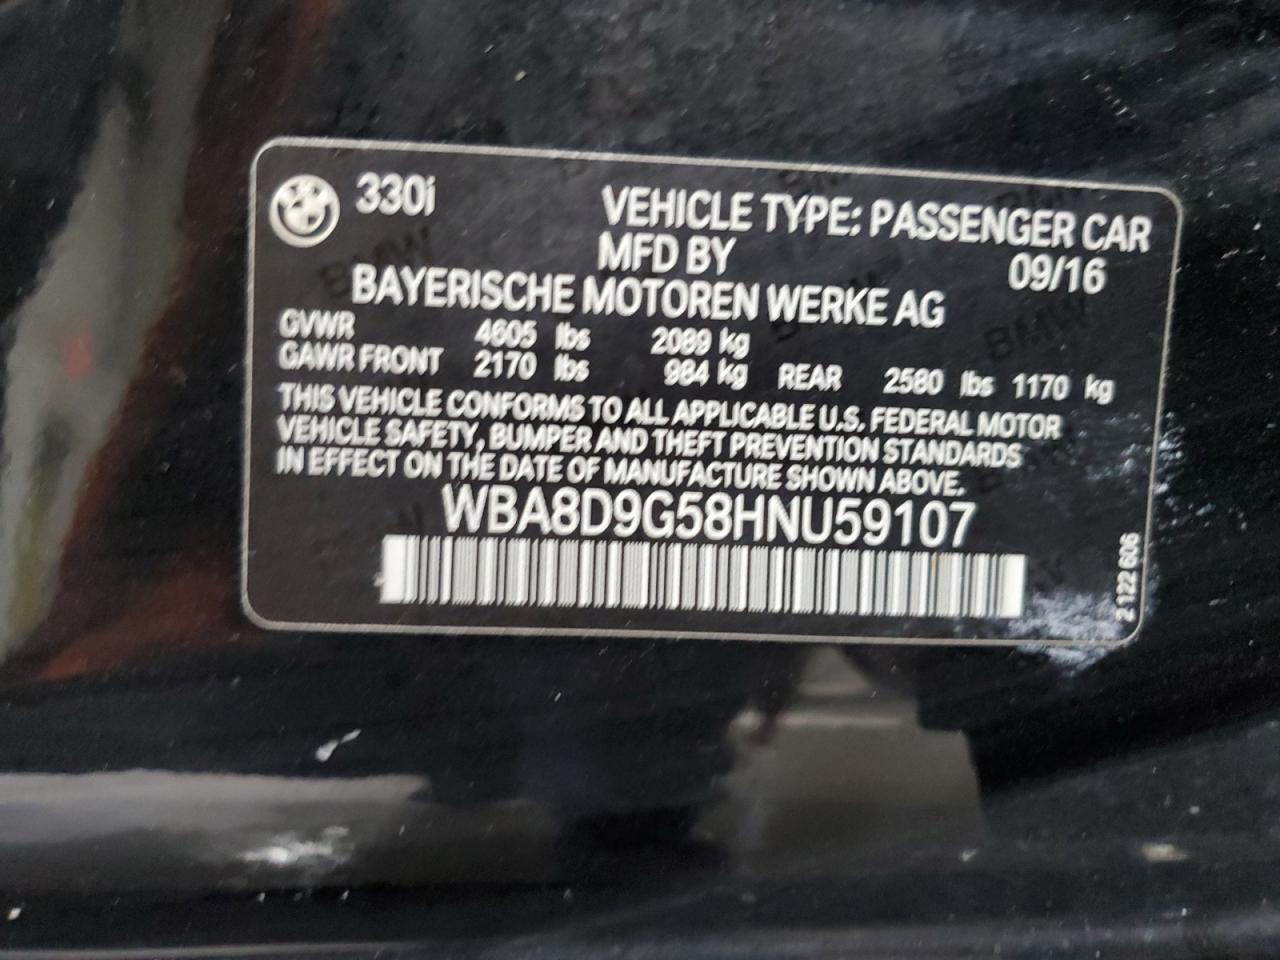 330i
VEHICLE TYPE: PASSENGER CAR
MFD BY 09/16
BAYERISCHE MOTOREN WERKE AG
GVWR 4605 lbs 2089 kg
GAWR FRONT 2170 lbs 984 kg REAR 2580 lbs 1170 kg
THIS VEHICLE CONFORMS TO ALL APPLICABLE U.S. FEDERAL MOTOR
VEHICLE SAFETY, BUMPER AND THEFT PREVENTION STANDARDS
IN EFFECT ON THE DATE OF MANUFACTURE SHOWN ABOVE.
WBA8D9G58HNU59107
2 122 606
BMW
BMW
BMW